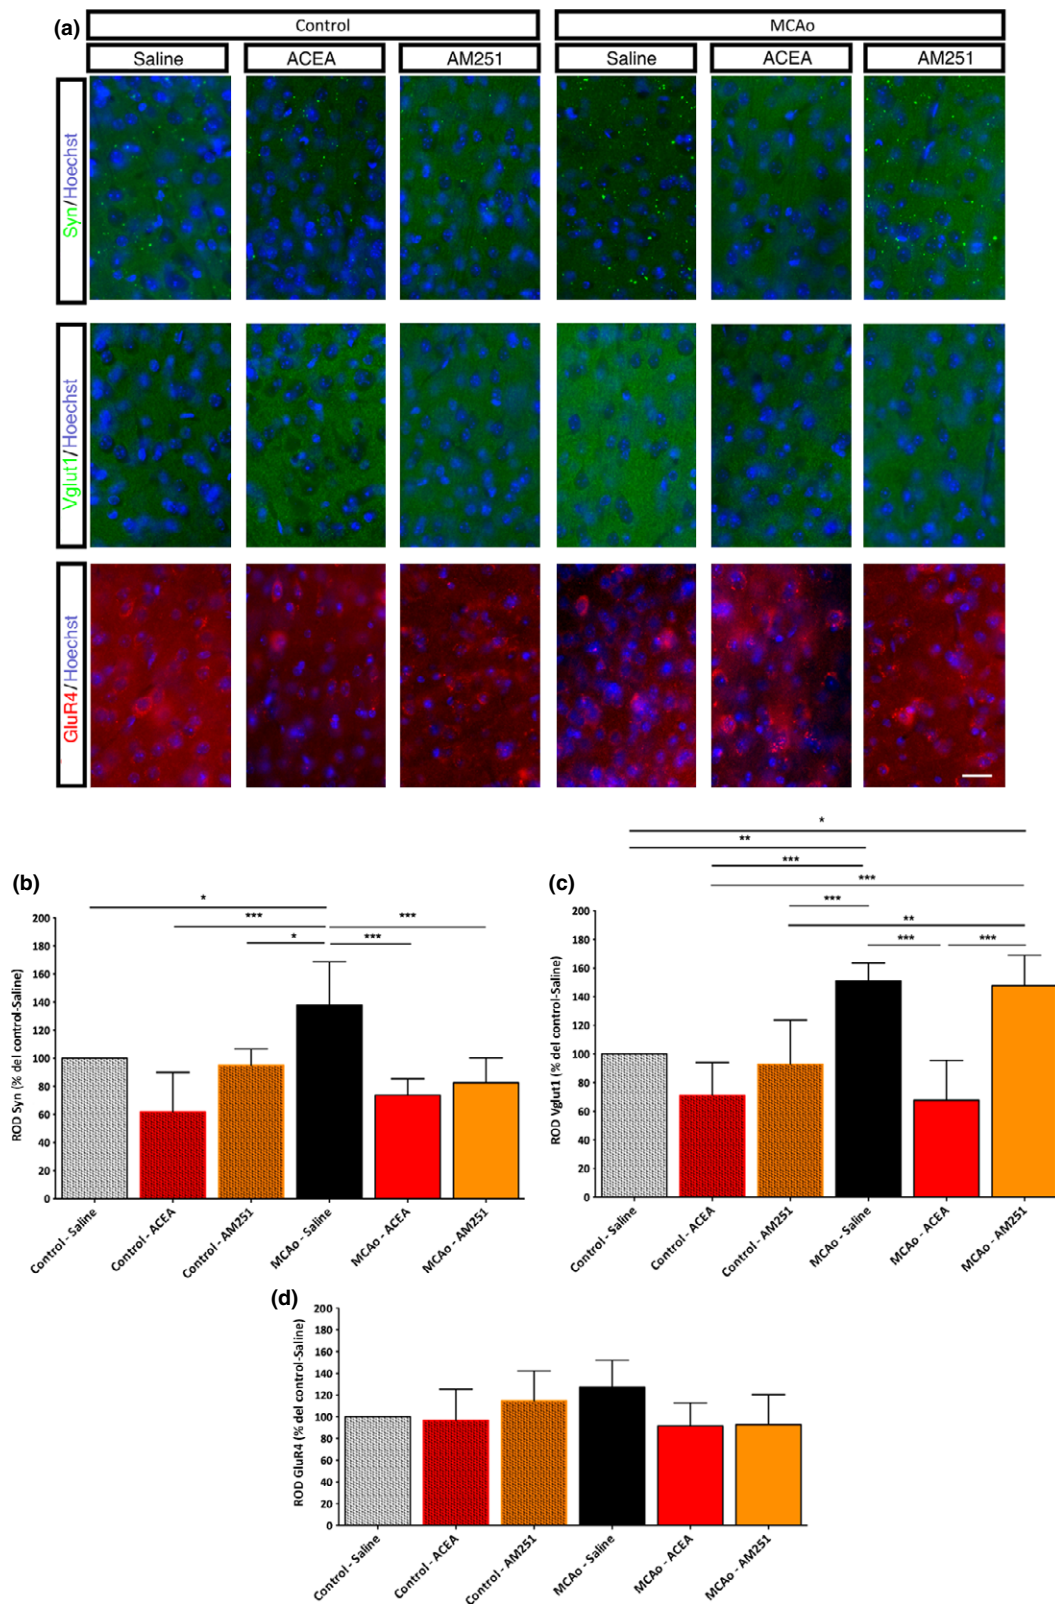 (a)
Control
MCAo
Saline
ACEA
AM251
Saline
ACEA
AM251
Syn/Hoechst
Vglut1/Hoechst
GluR4/Hoechst
(b)
*
***
***
*
***
ROD Syn (% del control-Saline)
200
180
160
140
120
100
80
60
40
20
0
Control - Saline
Control - ACEA
Control - AM251
MCAo - Saline
MCAo - ACEA
MCAo - AM251
(c)
*
**
***
***
***
**
***
***
ROD Vglut1 (% del control-Saline)
200
180
160
140
120
100
80
60
40
20
0
Control - Saline
Control - ACEA
Control - AM251
MCAo - Saline
MCAo - ACEA
MCAo - AM251
(d)
ROD GluR4 (% del control-Saline)
200
180
160
140
120
100
80
60
40
20
0
Control - Saline
Control - ACEA
Control - AM251
MCAo - Saline
MCAo - ACEA
MCAo - AM251